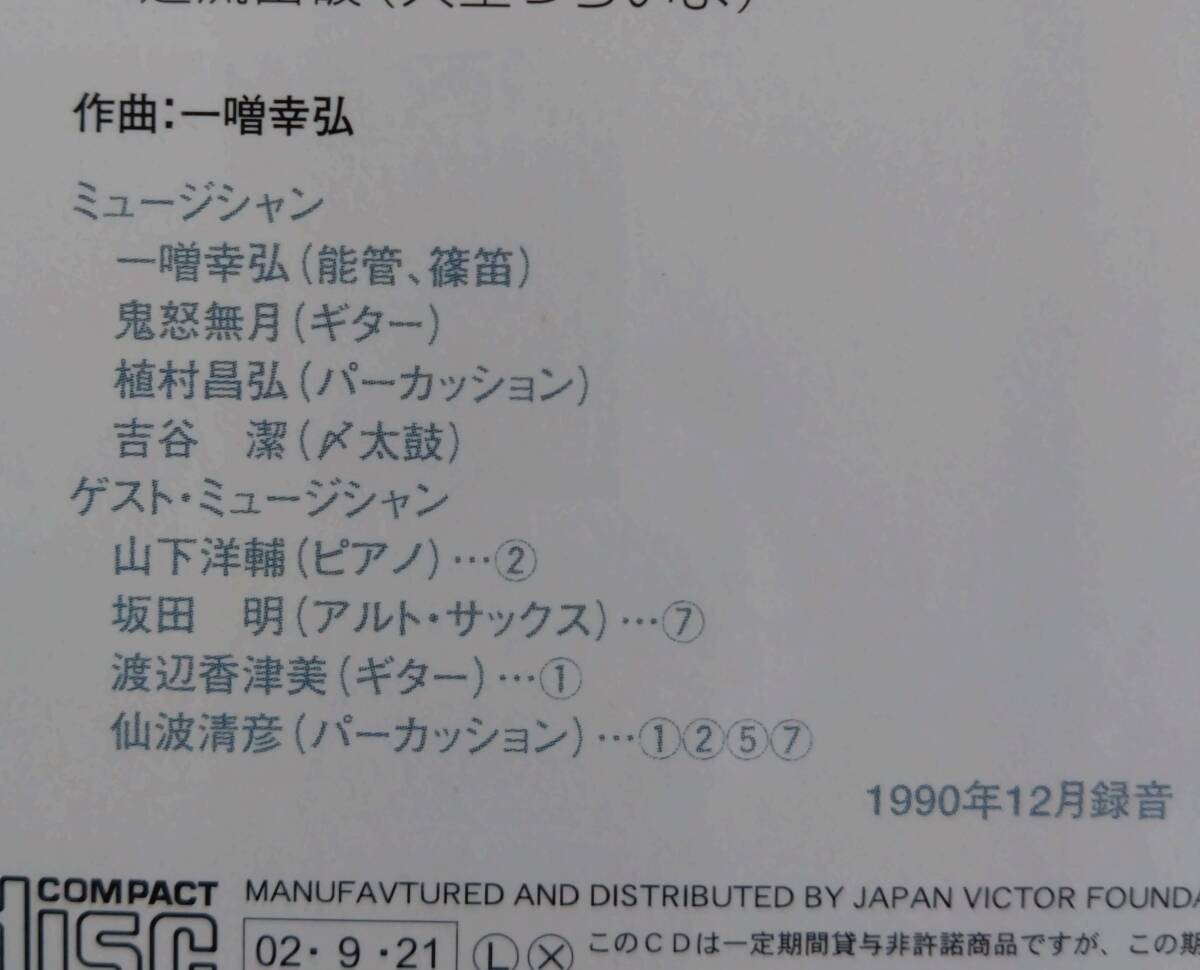 作曲：一噌幸弘
ミュージシャン
一噌幸弘（能管、篠笛）
鬼怒無月（ギター）
植村昌弘（パーカッション）
吉谷　潔（〆太鼓）
ゲスト・ミュージシャン
山下洋輔（ピアノ）…②
坂田　明（アルト・サックス）…⑦
渡辺香津美（ギター）…①
仙波清彦（パーカッション）…①②⑤⑦
1990年12月録音
COMPACT
disc
MANUFAVTURED AND DISTRIBUTED BY JAPAN VICTOR FOUNDA
02・9・21 Ⓛ Ⓧ このCDは一定期間貸与非許諾商品ですが、この期